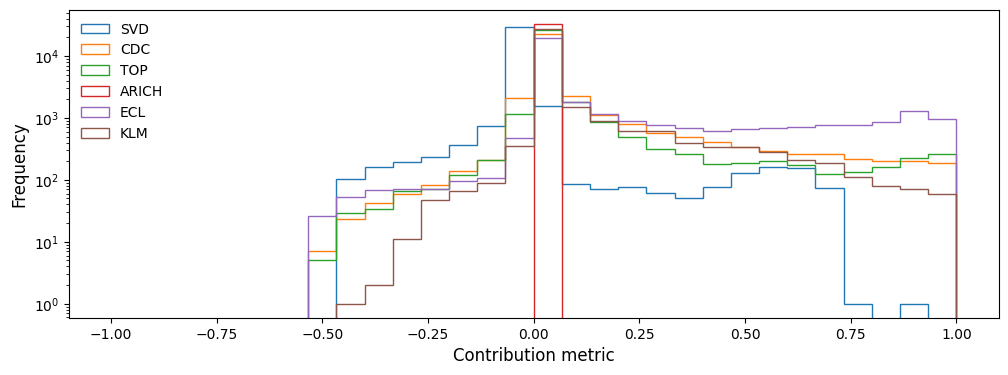 SVD
CDC
TOP
ARICH
ECL
KLM
Frequency
10⁴
10³
10²
10¹
10⁰
−1.00 −0.75 −0.50 −0.25 0.00 0.25 0.50 0.75 1.00
Contribution metric